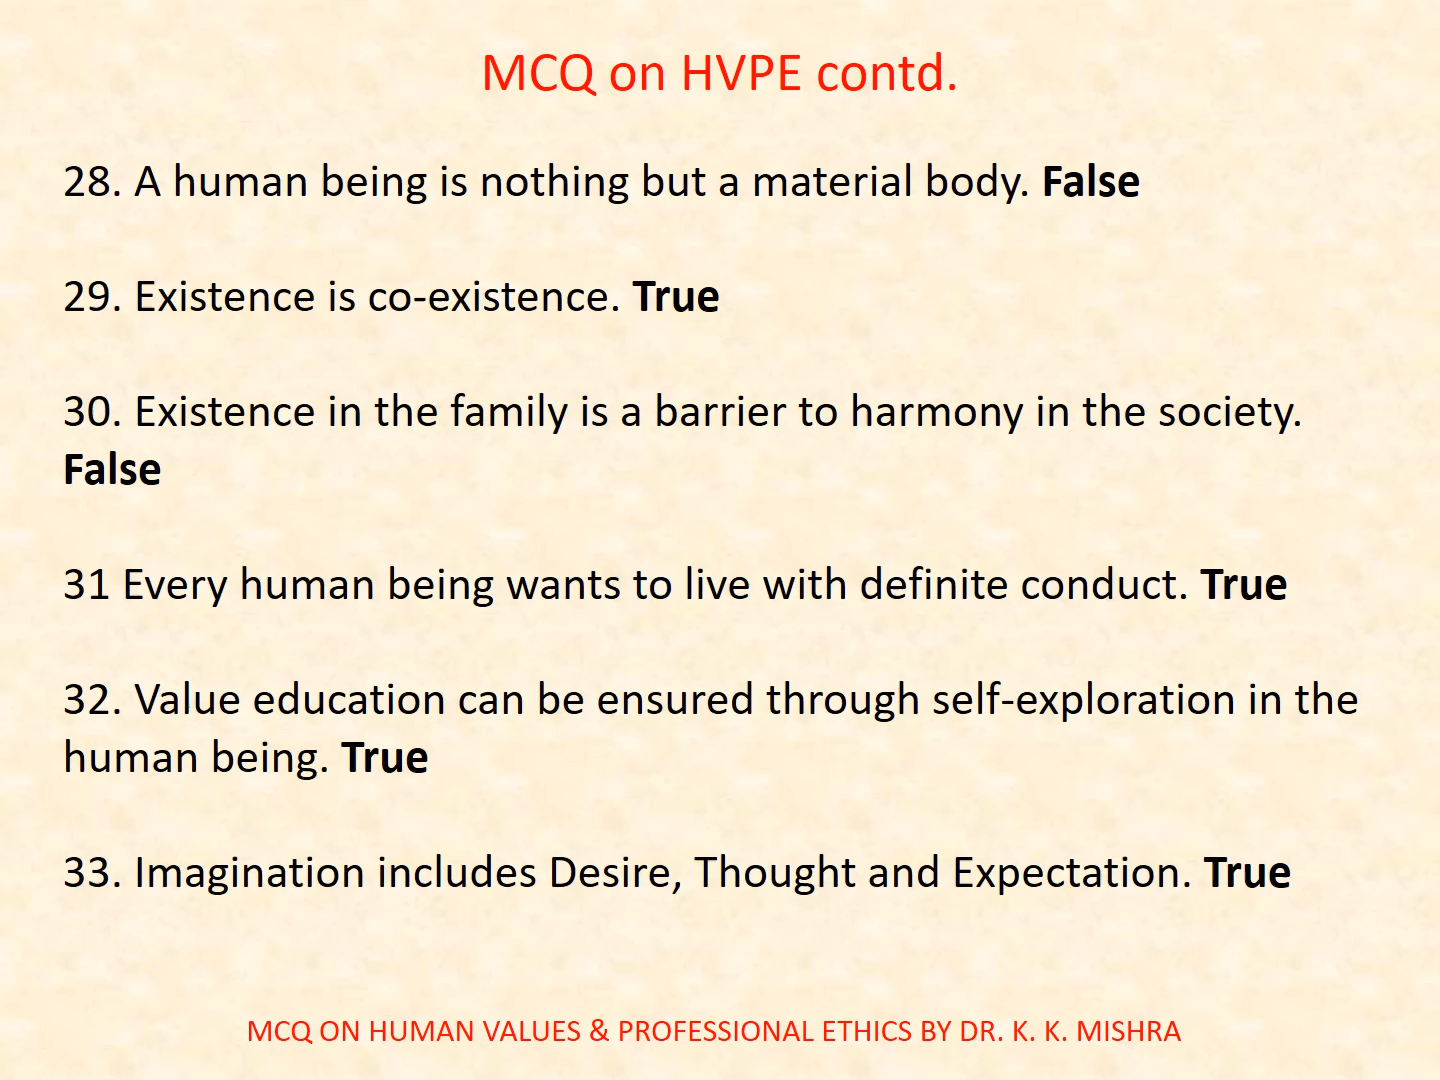 MCQ on HVPE contd.
28. A human being is nothing but a material body. False
29. Existence is co-existence. True
30. Existence in the family is a barrier to harmony in the society.
False
31 Every human being wants to live with definite conduct. True
32. Value education can be ensured through self-exploration in the
human being. True
33. Imagination includes Desire, Thought and Expectation. True
MCQ ON HUMAN VALUES & PROFESSIONAL ETHICS BY DR. K. K. MISHRA